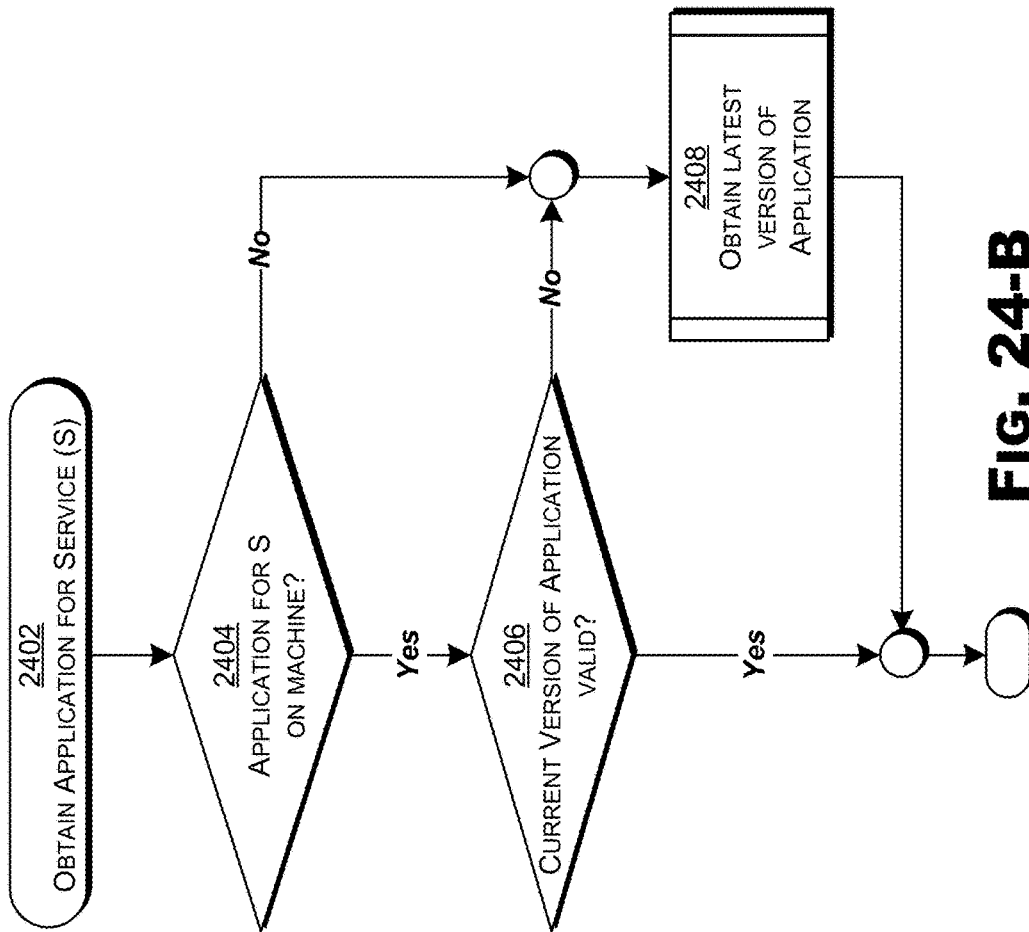 2402
OBTAIN APPLICATION FOR SERVICE (S)
2404
APPLICATION FOR S
ON MACHINE?
No
Yes
2406
CURRENT VERSION OF APPLICATION
VALID?
No
2408
OBTAIN LATEST
VERSION OF
APPLICATION
Yes
FIG. 24-B